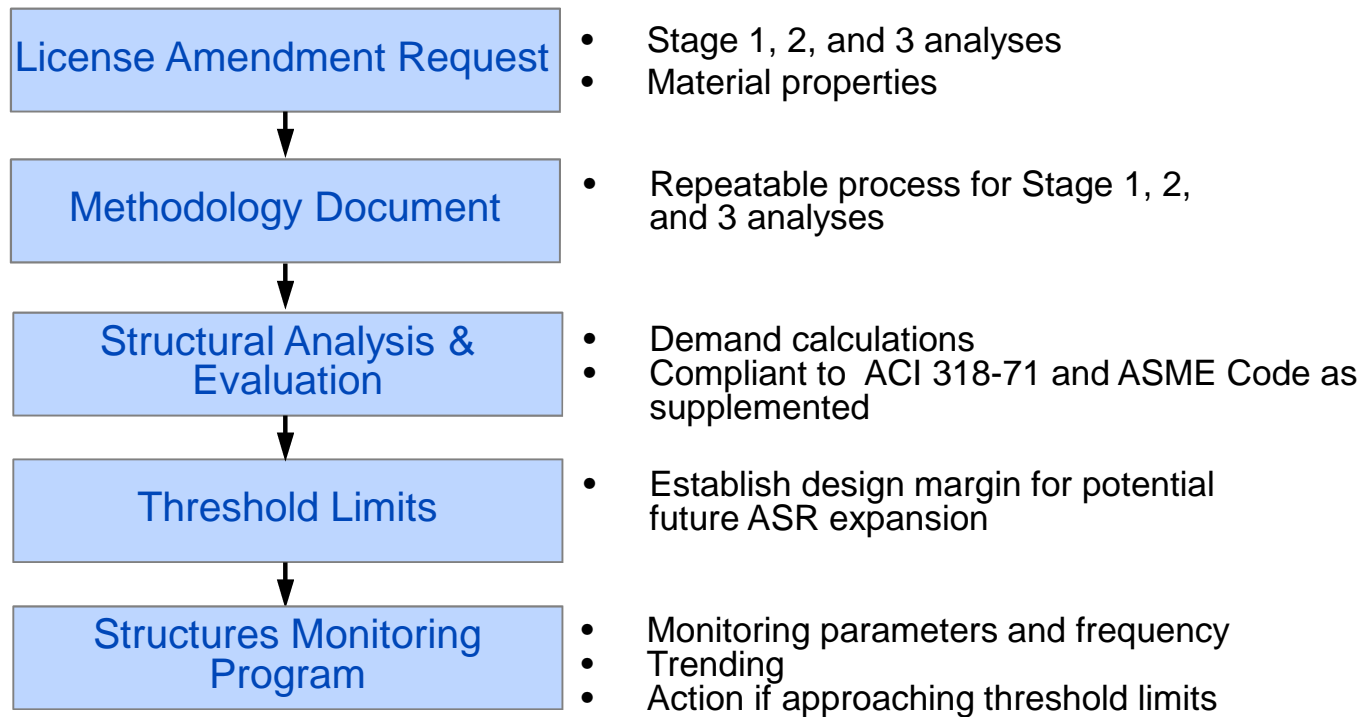 License Amendment Request
• Stage 1, 2, and 3 analyses
• Material properties
Methodology Document
• Repeatable process for Stage 1, 2,
and 3 analyses
Structural Analysis &
Evaluation
• Demand calculations
• Compliant to ACI 318-71 and ASME Code as
supplemented
Threshold Limits
• Establish design margin for potential
future ASR expansion
Structures Monitoring
Program
• Monitoring parameters and frequency
• Trending
• Action if approaching threshold limits